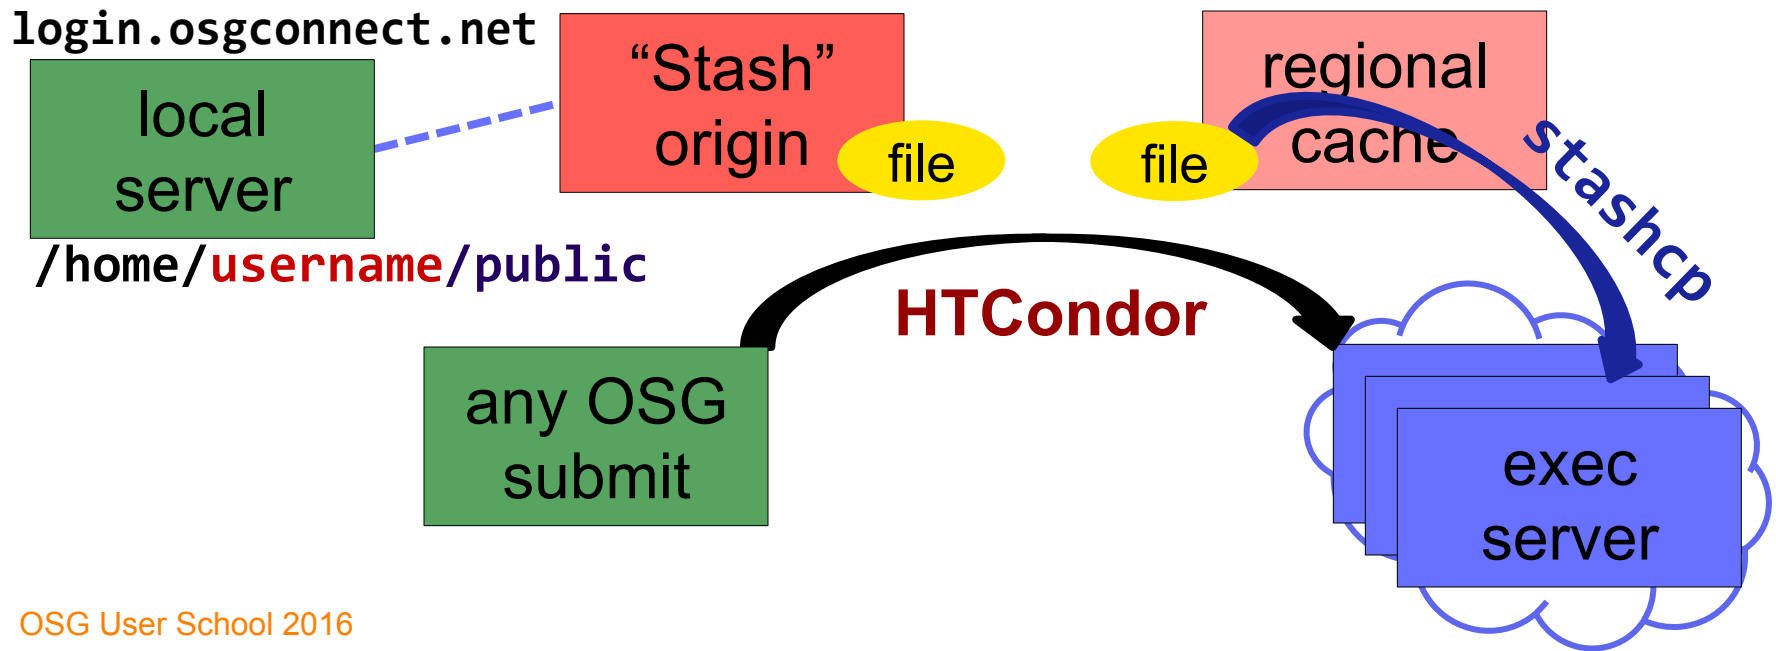 login.osgconnect.net
local
server
/home/username/public
“Stash”
origin
file
file
regional
cache
stashcp
HTCondor
any OSG
submit
exec
server
OSG User School 2016